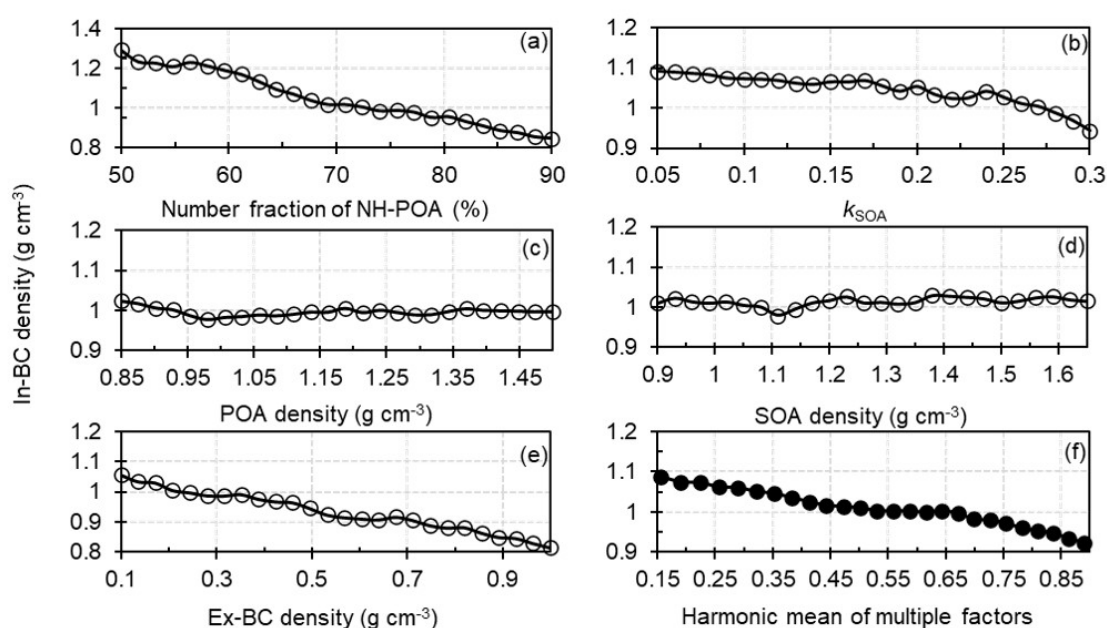 In-BC density (g cm-3)
(a)
1.4
1.2
1
0.8
50 60 70 80 90
Number fraction of NH-POA (%)
(b)
1.2
1.1
1
0.9
0.05 0.1 0.15 0.2 0.25 0.3
kSOA
(c)
1.2
1.1
1
0.9
0.85 0.95 1.05 1.15 1.25 1.35 1.45
POA density (g cm-3)
(d)
1.2
1.1
1
0.9
0.9 1 1.1 1.2 1.3 1.4 1.5 1.6
SOA density (g cm-3)
(e)
1.2
1.1
1
0.9
0.8
0.1 0.3 0.5 0.7 0.9
Ex-BC density (g cm-3)
(f)
1.2
1.1
1
0.9
0.15 0.25 0.35 0.45 0.55 0.65 0.75 0.85
Harmonic mean of multiple factors